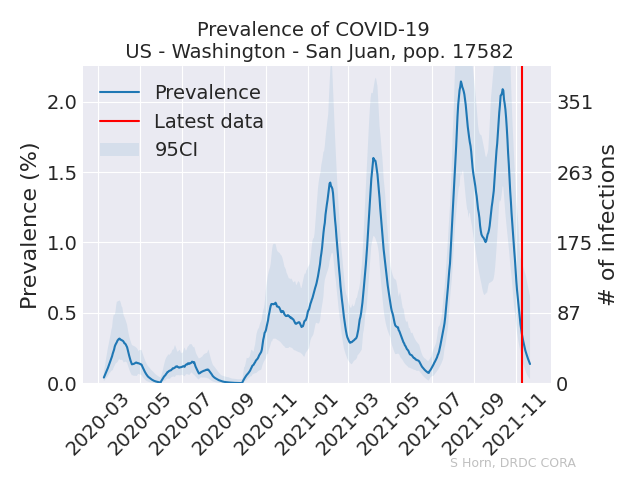 Prevalence of COVID-19
US - Washington - San Juan, pop. 17582
Prevalence
Latest data
95CI
Prevalence (%)
2.0
1.5
1.0
0.5
0.0
351
263
175
87
0
# of infections
2020-03
2020-05
2020-07
2020-09
2020-11
2021-01
2021-03
2021-05
2021-07
2021-09
2021-11
S Horn, DRDC CORA